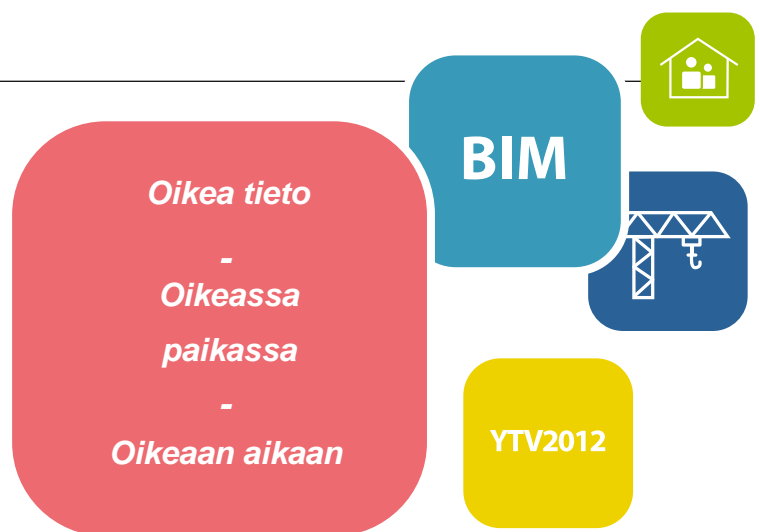 BIM
Oikea tieto
-
Oikeassa
paikassa
-
Oikeaan aikaan
YTV2012